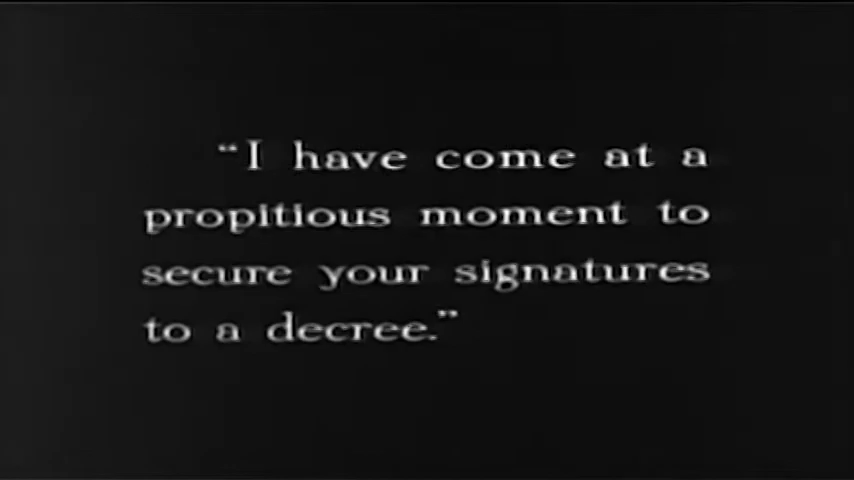 “I have come at a
propitious moment to
secure your signatures
to a decree.”